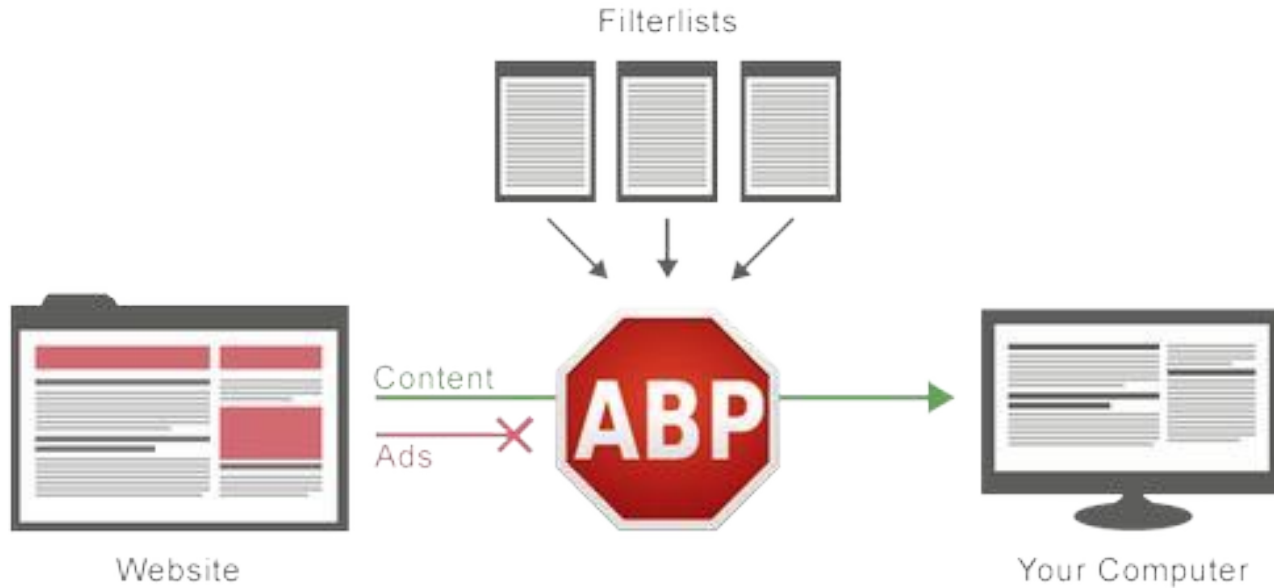 Filterlists
Content
Ads
ABP
Website
Your Computer